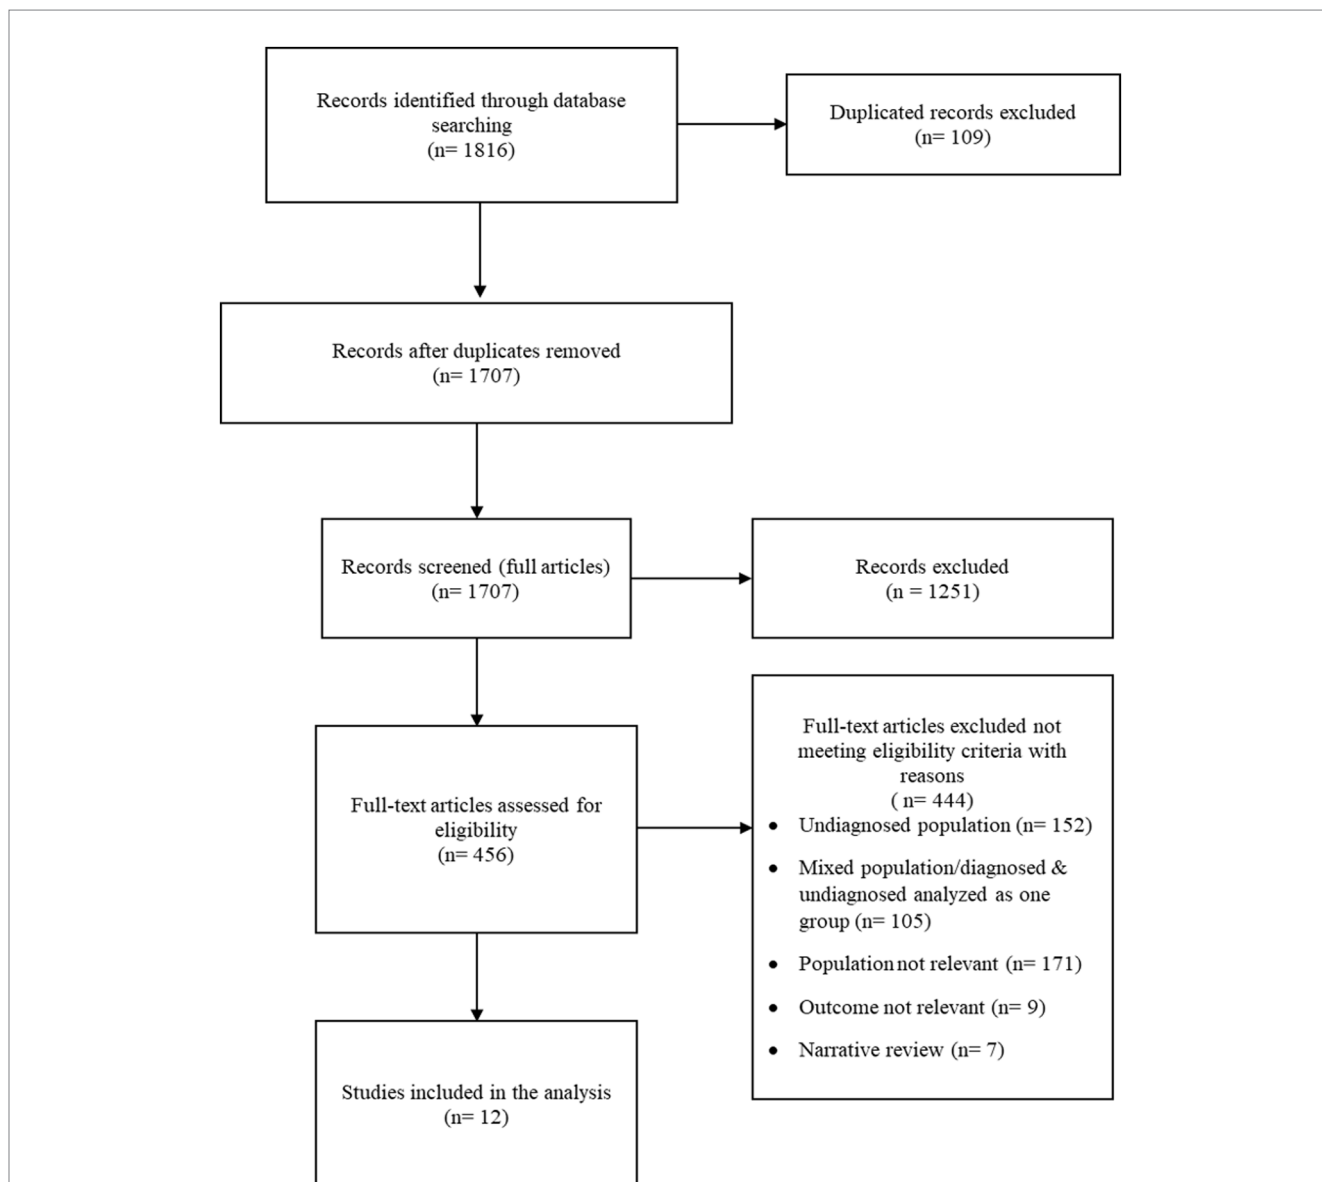 Records identified through database
searching
(n= 1816)
Duplicated records excluded
(n= 109)
Records after duplicates removed
(n= 1707)
Records screened (full articles)
(n= 1707)
Records excluded
(n = 1251)
Full-text articles assessed for
eligibility
(n= 456)
Full-text articles excluded not
meeting eligibility criteria with
reasons
( n= 444)
• Undiagnosed population (n= 152)
• Mixed population/diagnosed &
undiagnosed analyzed as one
group (n= 105)
• Population not relevant (n= 171)
• Outcome not relevant (n= 9)
• Narrative review (n= 7)
Studies included in the analysis
(n= 12)